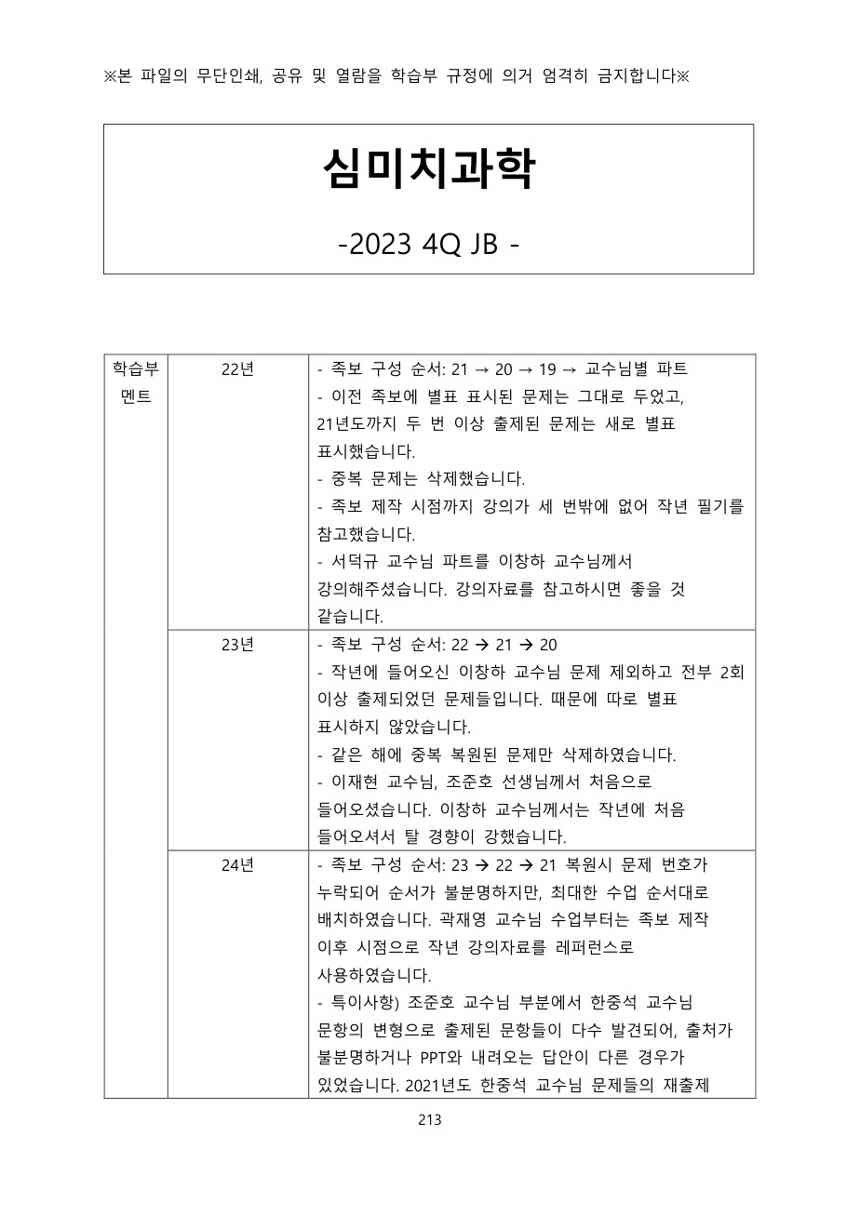 ※본 파일의 무단인쇄, 공유 및 열람을 학습부 규정에 의거 엄격히 금지합니다※
심미치과학
-2023 4Q JB -
학습부
멘트
22년
- 족보 구성 순서: 21 → 20 → 19 → 교수님별 파트
- 이전 족보에 별표 표시된 문제는 그대로 두었고,
21년도까지 두 번 이상 출제된 문제는 새로 별표
표시했습니다.
- 중복 문제는 삭제했습니다.
- 족보 제작 시점까지 강의가 세 번밖에 없어 작년 필기를
참고했습니다.
- 서덕규 교수님 파트를 이창하 교수님께서
강의해주셨습니다. 강의자료를 참고하시면 좋을 것
같습니다.
23년
- 족보 구성 순서: 22 → 21 → 20
- 작년에 들어오신 이창하 교수님 문제 제외하고 전부 2회
이상 출제되었던 문제들입니다. 때문에 따로 별표
표시하지 않았습니다.
- 같은 해에 중복 복원된 문제만 삭제하였습니다.
- 이재현 교수님, 조준호 선생님께서 처음으로
들어오셨습니다. 이창하 교수님께서는 작년에 처음
들어오셔서 탈 경향이 강했습니다.
24년
- 족보 구성 순서: 23 → 22 → 21 복원시 문제 번호가
누락되어 순서가 불분명하지만, 최대한 수업 순서대로
배치하였습니다. 곽재영 교수님 수업부터는 족보 제작
이후 시점으로 작년 강의자료를 레퍼런스로
사용하였습니다.
- 특이사항) 조준호 교수님 부분에서 한중석 교수님
문항의 변형으로 출제된 문항들이 다수 발견되어, 출처가
불분명하거나 PPT와 내려오는 답안이 다른 경우가
있었습니다. 2021년도 한중석 교수님 문제들의 재출제
213